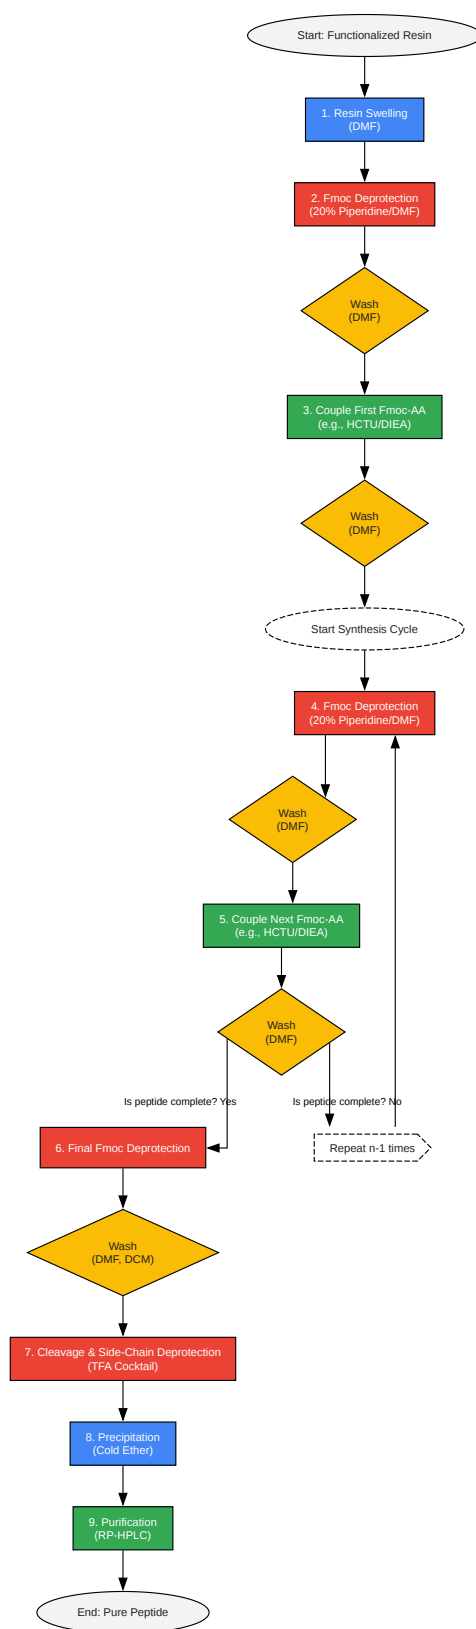 Start: Functionalized Resin
1. Resin Swelling
(DMF)
2. Fmoc Deprotection
(20% Piperidine/DMF)
Wash
(DMF)
3. Couple First Fmoc-AA
(e.g., HCTU/DIEA)
Wash
(DMF)
Start Synthesis Cycle
4. Fmoc Deprotection
(20% Piperidine/DMF)
Wash
(DMF)
5. Couple Next Fmoc-AA
(e.g., HCTU/DIEA)
Wash
(DMF)
Is peptide complete? Yes
Is peptide complete? No
6. Final Fmoc Deprotection
Repeat n-1 times
Wash
(DMF, DCM)
7. Cleavage & Side-Chain Deprotection
(TFA Cocktail)
8. Precipitation
(Cold Ether)
9. Purification
(RP-HPLC)
End: Pure Peptide